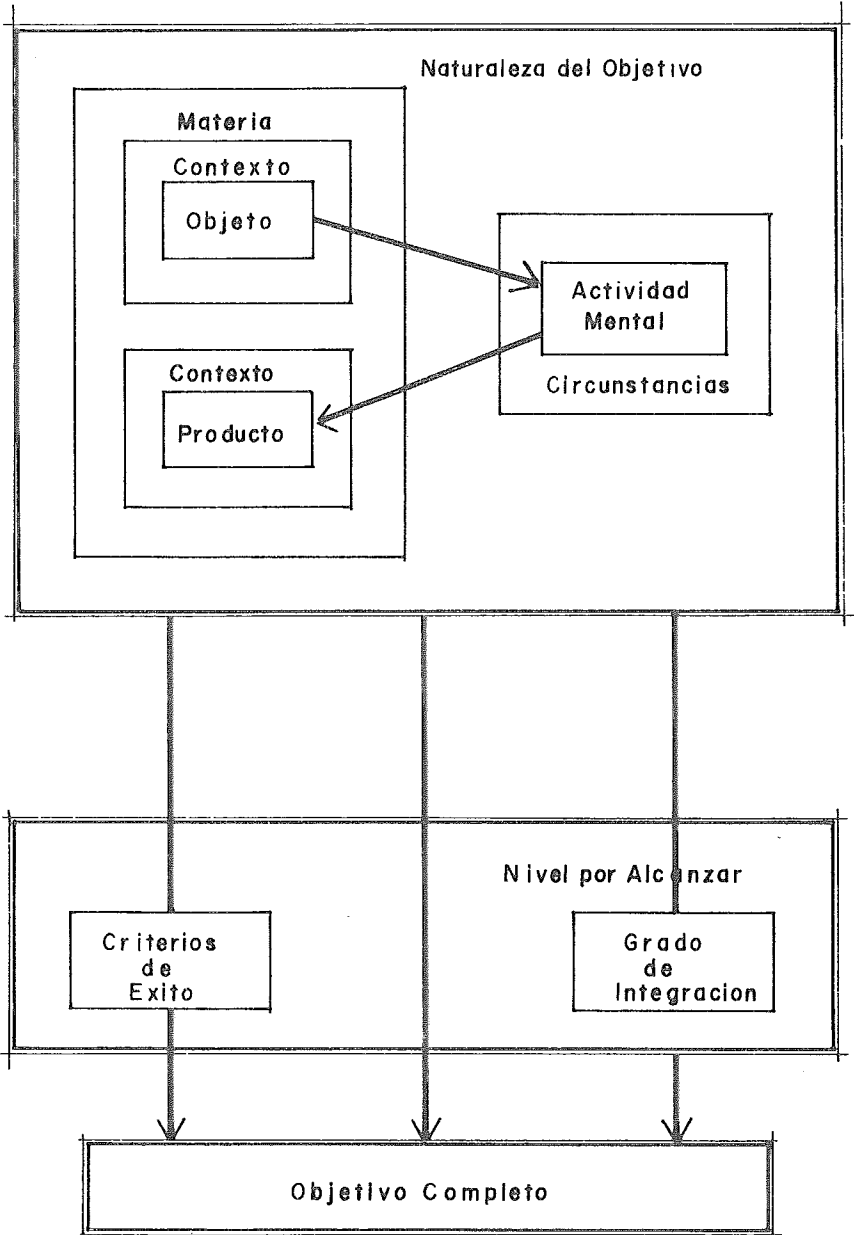 Naturaleza del Objetivo
Materia
Contexto
Objeto
Actividad
Mental
Circunstancias
Contexto
Producto
Nivel por Alcanzar
Criterios
de
Exito
Grado
de
Integracion
Objetivo Completo